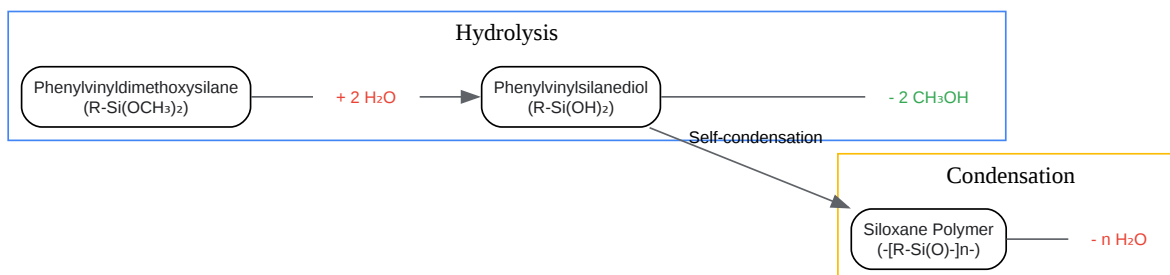 Hydrolysis
Phenylvinyldimethoxysilane
(R-Si(OCH₃)₂)
+ 2 H₂O
Phenylvinylsilanediol
(R-Si(OH)₂)
- 2 CH₃OH
Self-condensation
Condensation
Siloxane Polymer
(-[R-Si(O)-]n-)
- n H₂O